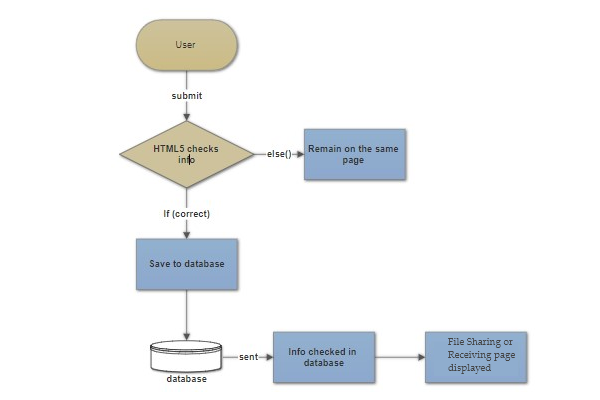 User
submit
HTML5 checks
info
else()
Remain on the same
page
If (correct)
Save to database
database
sent
Info checked in
database
File Sharing or
Receiving page
displayed